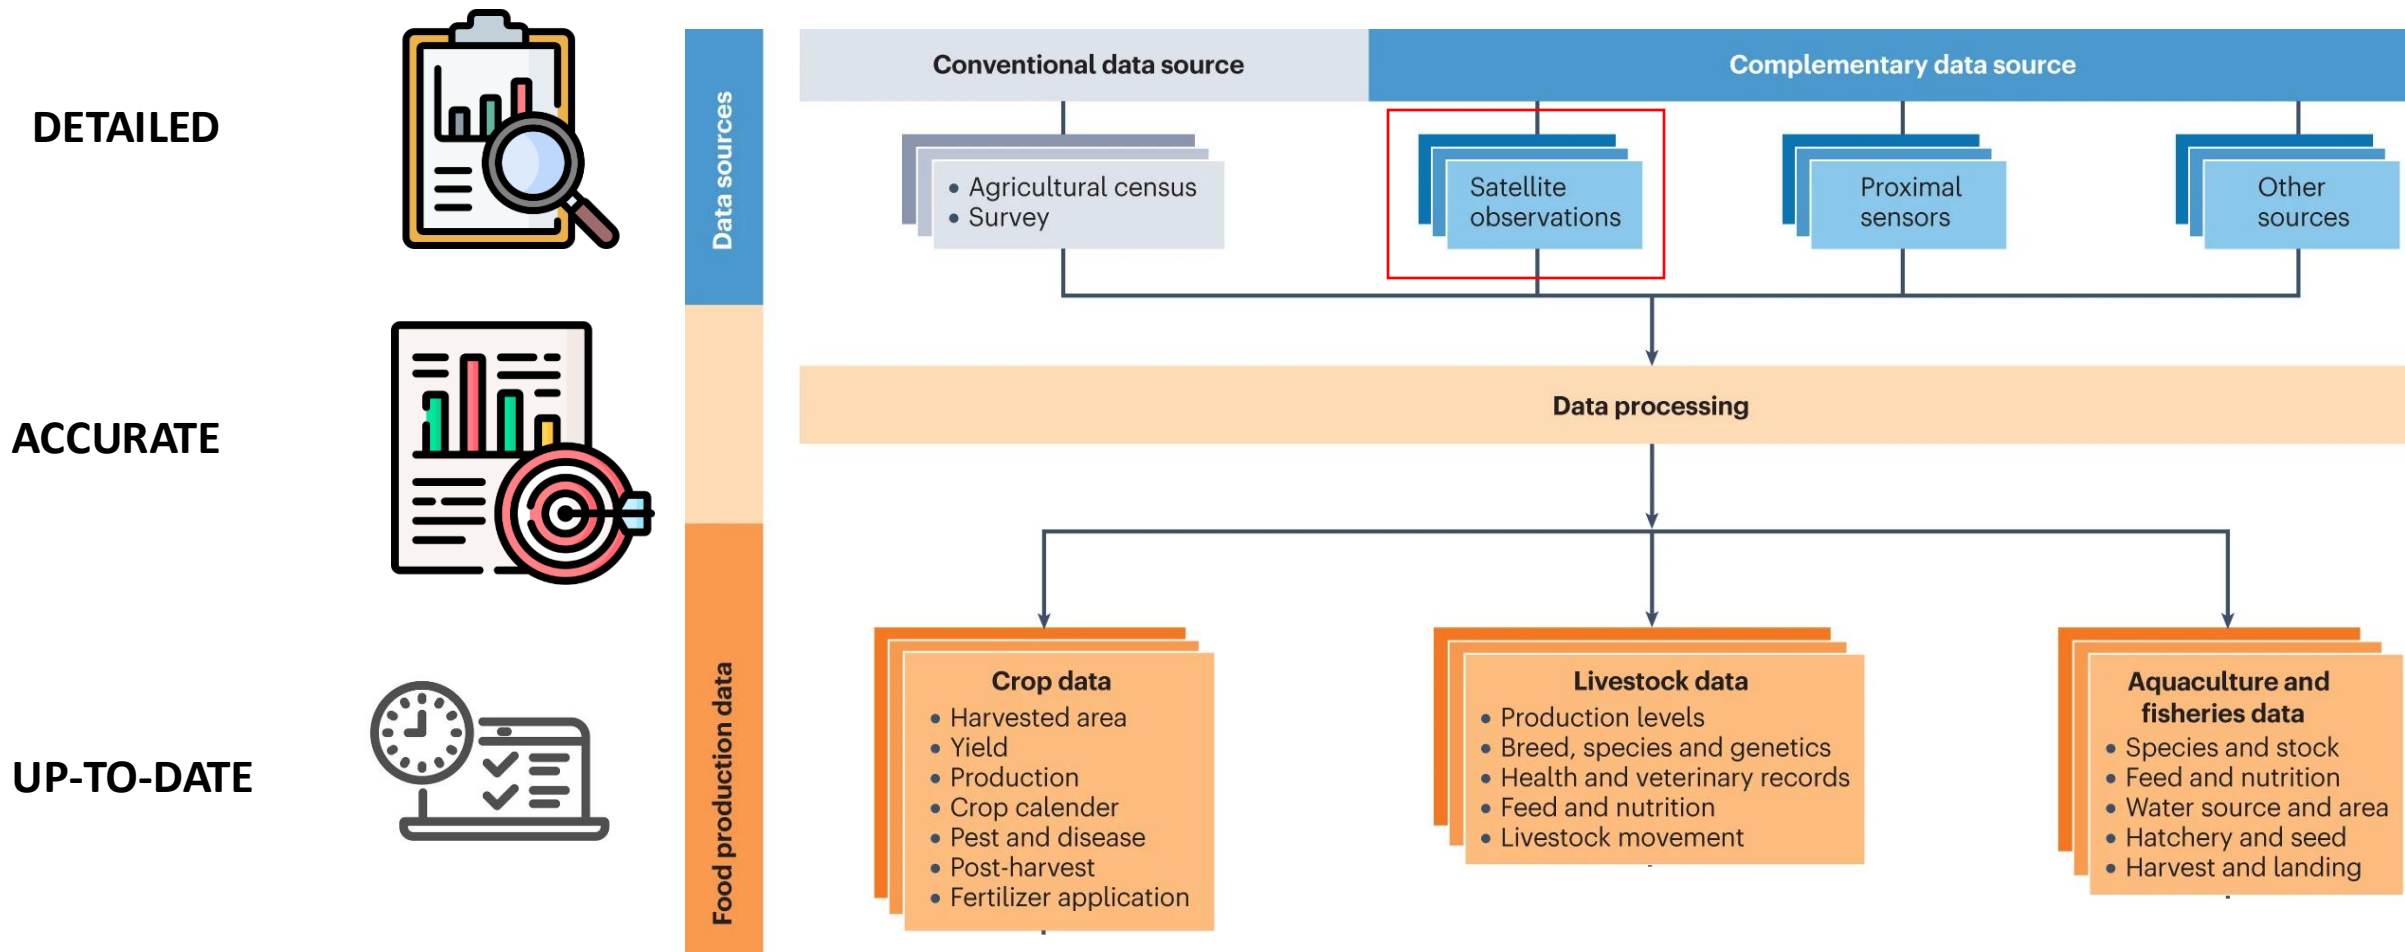 DETAILED
ACCURATE
UP-TO-DATE
Data sources
Food production data
Conventional data source
Complementary data source
• Agricultural census
• Survey
Satellite
observations
Proximal
sensors
Other
sources
Data processing
Crop data
• Harvested area
• Yield
• Production
• Crop calender
• Pest and disease
• Post-harvest
• Fertilizer application
Livestock data
• Production levels
• Breed, species and genetics
• Health and veterinary records
• Feed and nutrition
• Livestock movement
Aquaculture and
fisheries data
• Species and stock
• Feed and nutrition
• Water source and area
• Hatchery and seed
• Harvest and landing